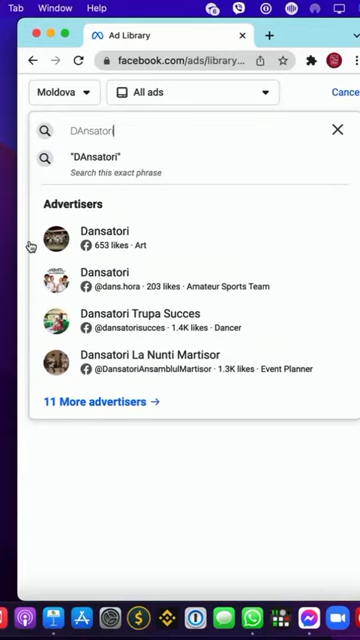 Tab Window Help
Ad Library
facebook.com/ads/library...
Moldova
All ads
Cance
DAnsatori
"DAnsatori"
Search this exact phrase
Advertisers
Dansatori
653 likes · Art
Dansatori
@dans.hora · 203 likes · Amateur Sports Team
Dansatori Trupa Succes
@dansatorisucces · 1.4K likes · Dancer
Dansatori La Nunti Martisor
@DansatoriAnsamblulMartisor · 1.3K likes · Event Planner
11 More advertisers →